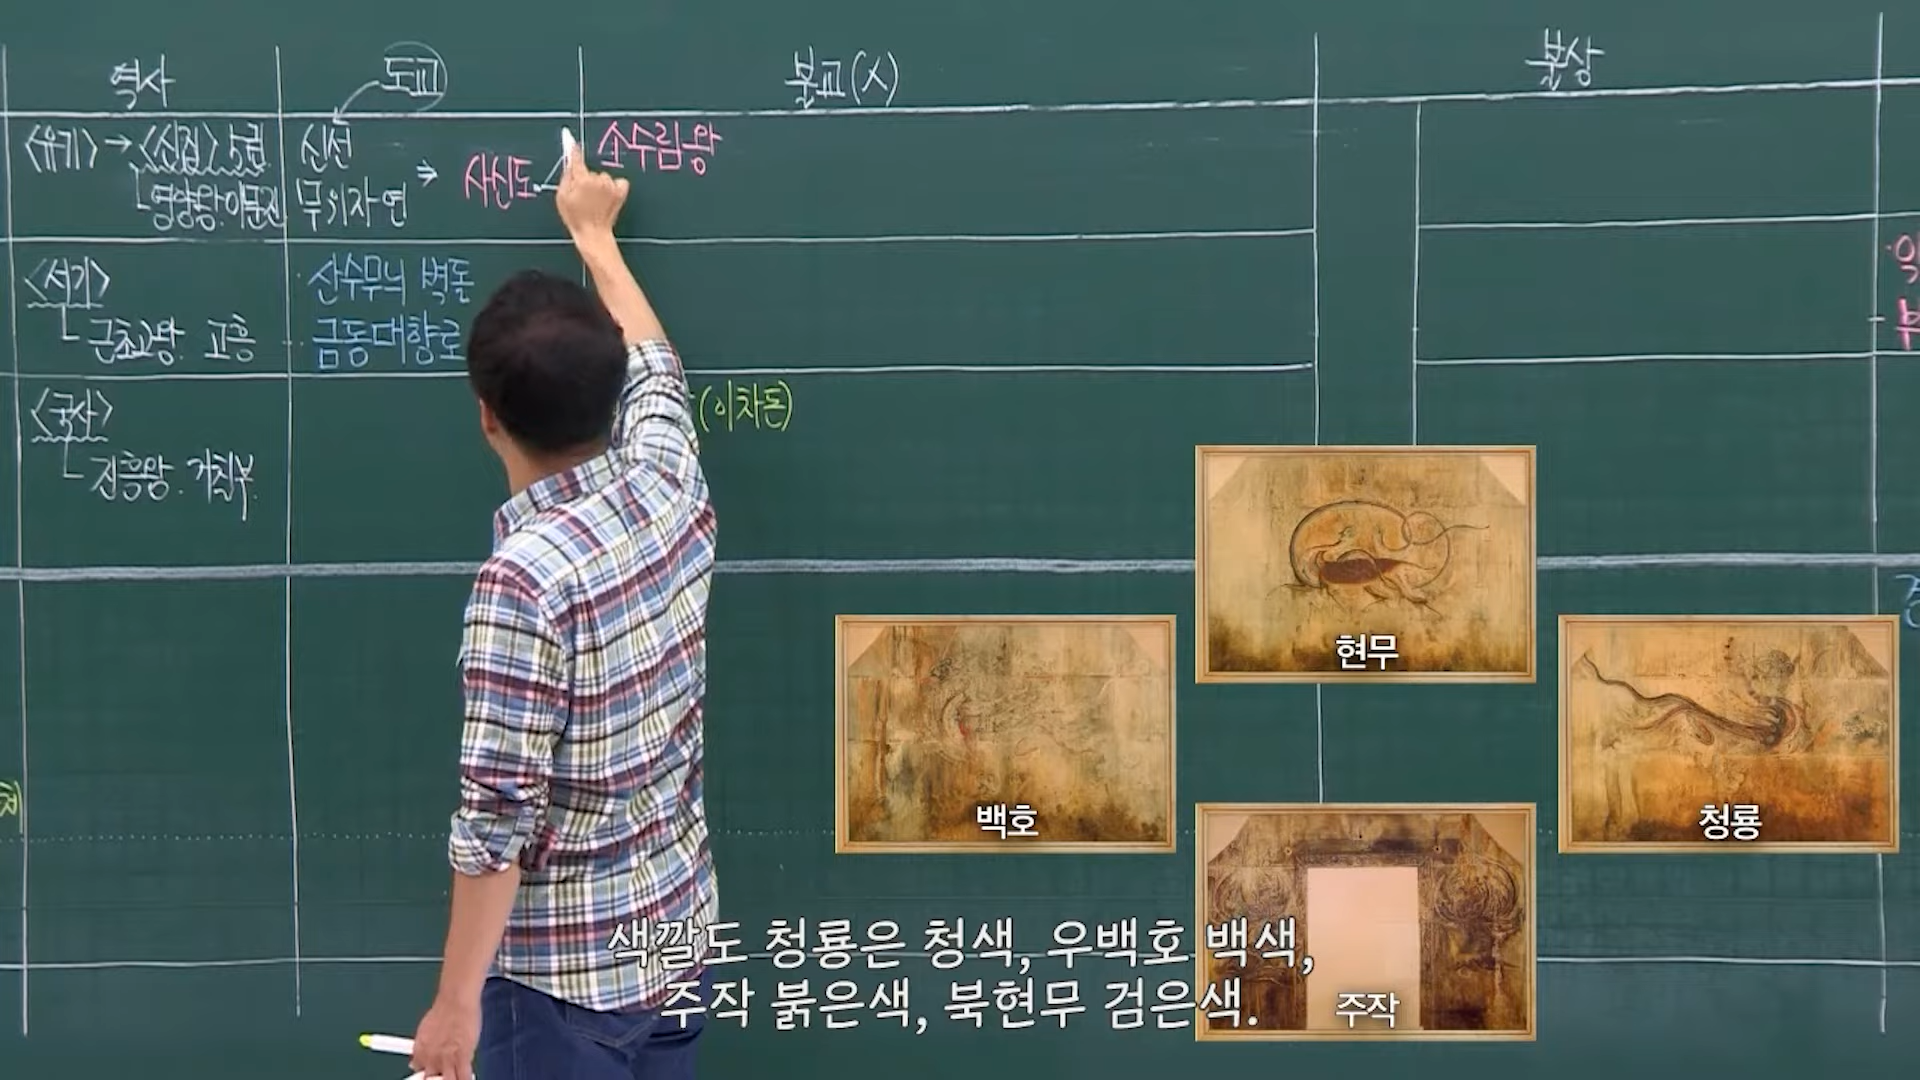 역사
도교
불교(X)
불상
<유기> → <신집> 5권
신선
⇒ 사신도
소수림왕
└ 영양왕. 이문진
무위자연
<서기>
· 산수무늬 벽돌
└ 근초고왕. 고흥
· 금동대향로
<국사>
(이차돈)
└ 진흥왕. 거칠부.
현무
백호
청룡
색깔도 청룡은 청색, 우백호 백색,
주작 붉은색, 북현무 검은색.
주작